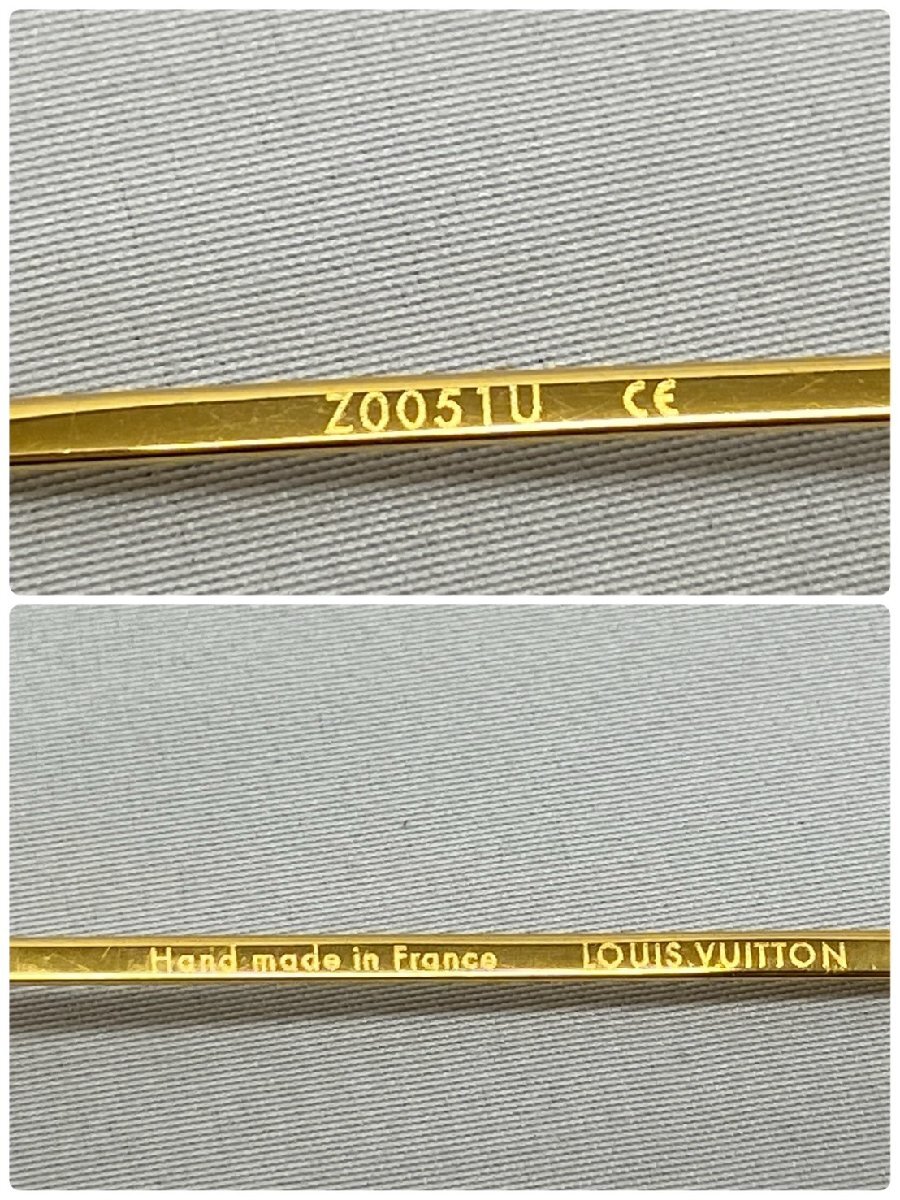 Z0051U CE
Hand made in France LOUIS VUITTON